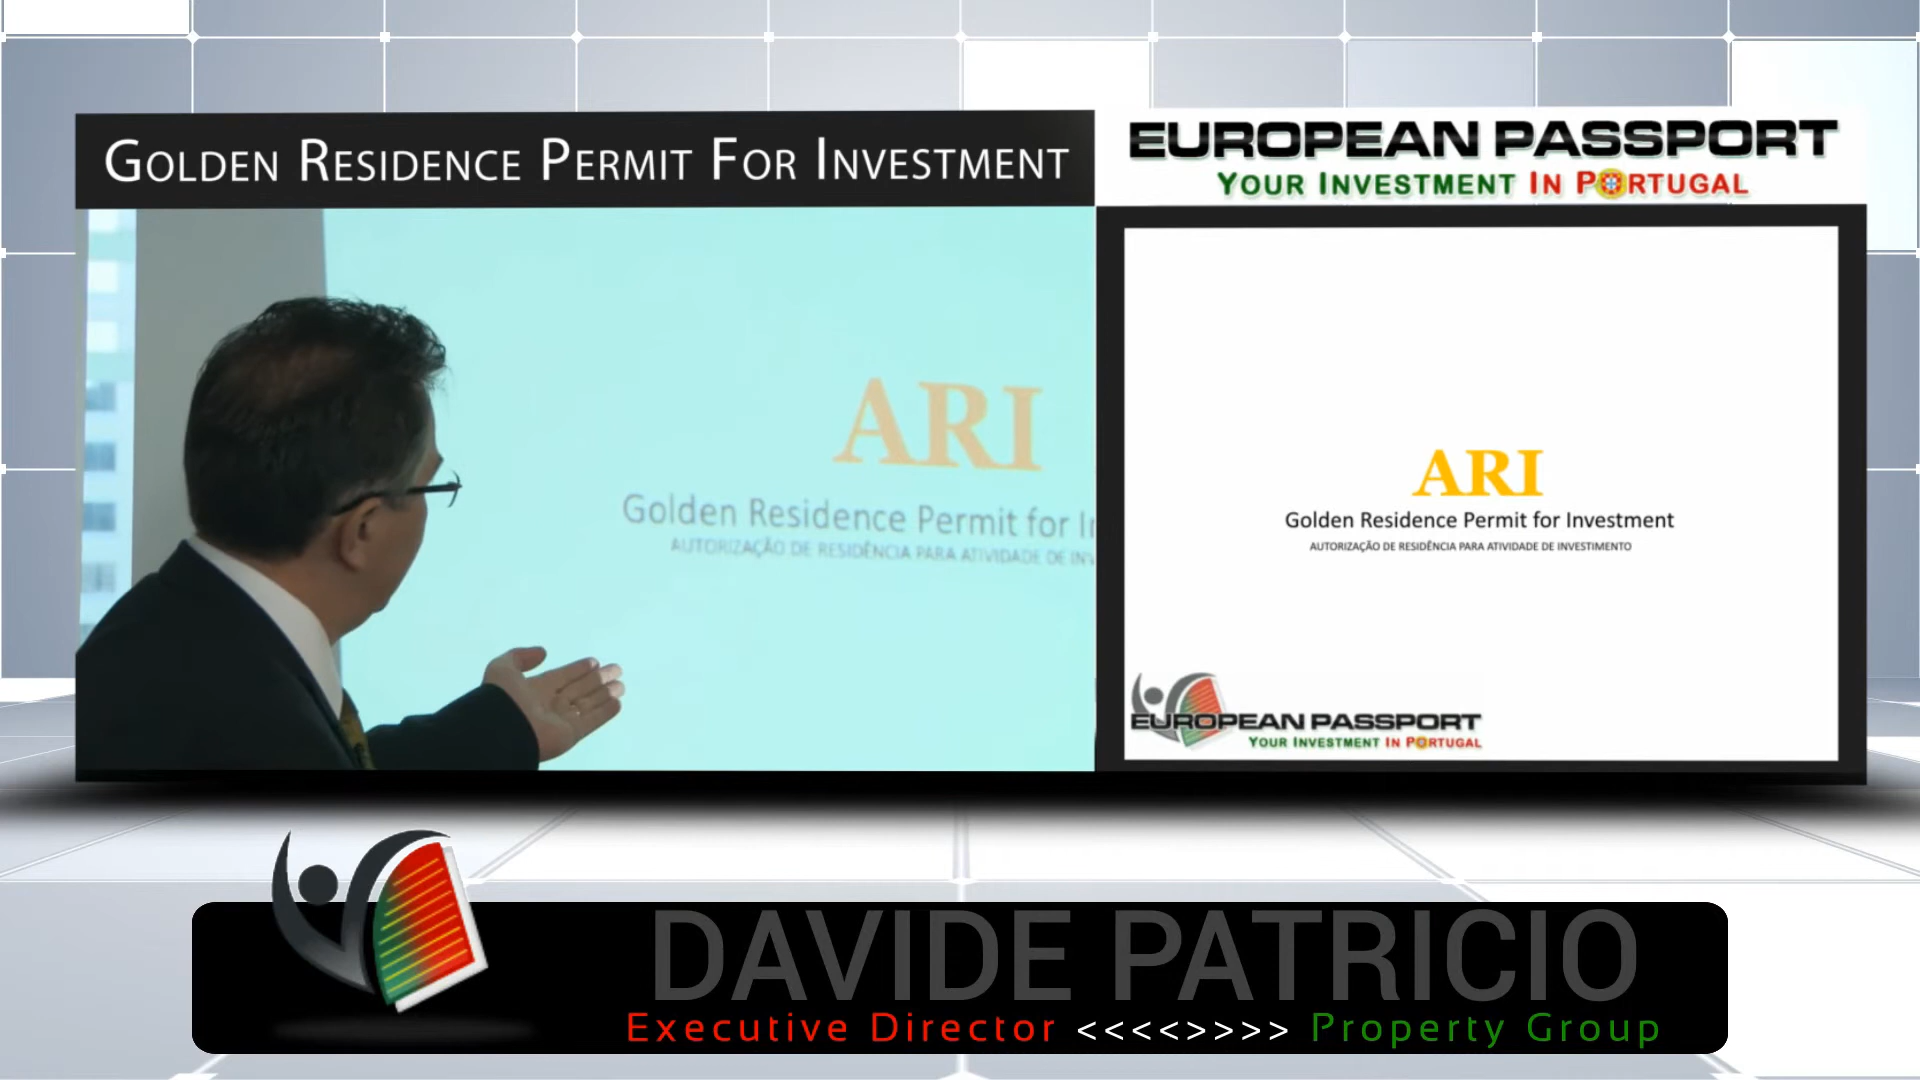 GOLDEN RESIDENCE PERMIT FOR INVESTMENT
EUROPEAN PASSPORT
YOUR INVESTMENT IN PORTUGAL
ARI
Golden Residence Permit for I
AUTORIZAÇÃO DE RESIDÊNCIA PARA ATIVIDADE DE INV
ARI
Golden Residence Permit for Investment
AUTORIZAÇÃO DE RESIDÊNCIA PARA ATIVIDADE DE INVESTIMENTO
EUROPEAN PASSPORT
YOUR INVESTMENT IN PORTUGAL
DAVIDE PATRICIO
Executive Director <<<<>>>> Property Group